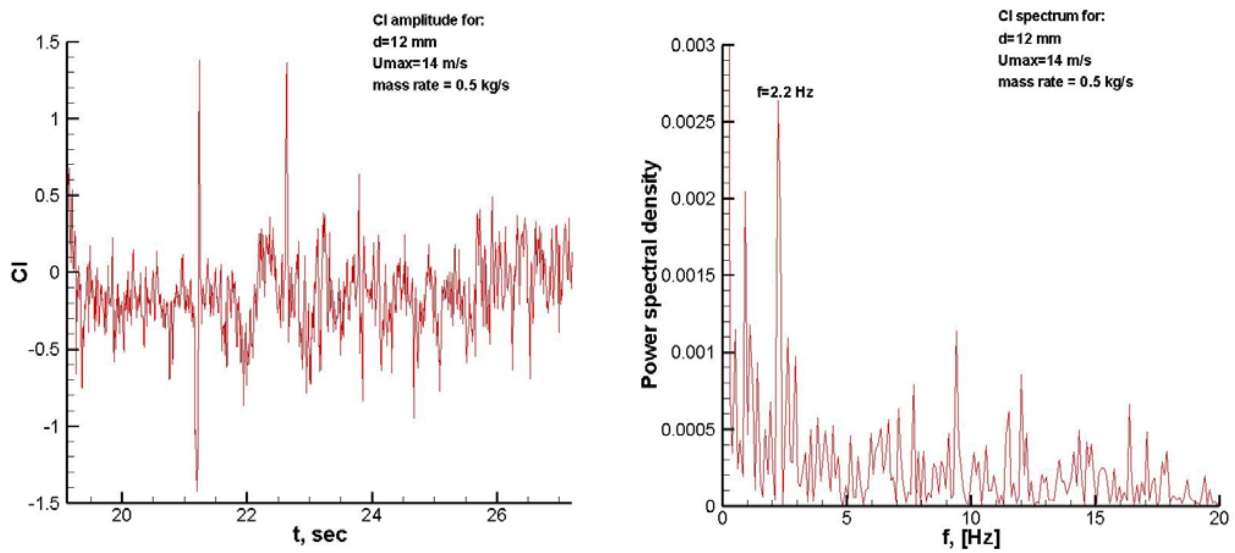 Cl amplitude for:
d=12 mm
Umax=14 m/s
mass rate = 0.5 kg/s
1.5
1
0.5
0
-0.5
-1
-1.5
Cl
20
22
24
26
t, sec
Cl spectrum for:
d=12 mm
Umax=14 m/s
mass rate = 0.5 kg/s
f=2.2 Hz
0.003
0.0025
0.002
0.0015
0.001
0.0005
0
Power spectral density
0
5
10
15
20
f, [Hz]